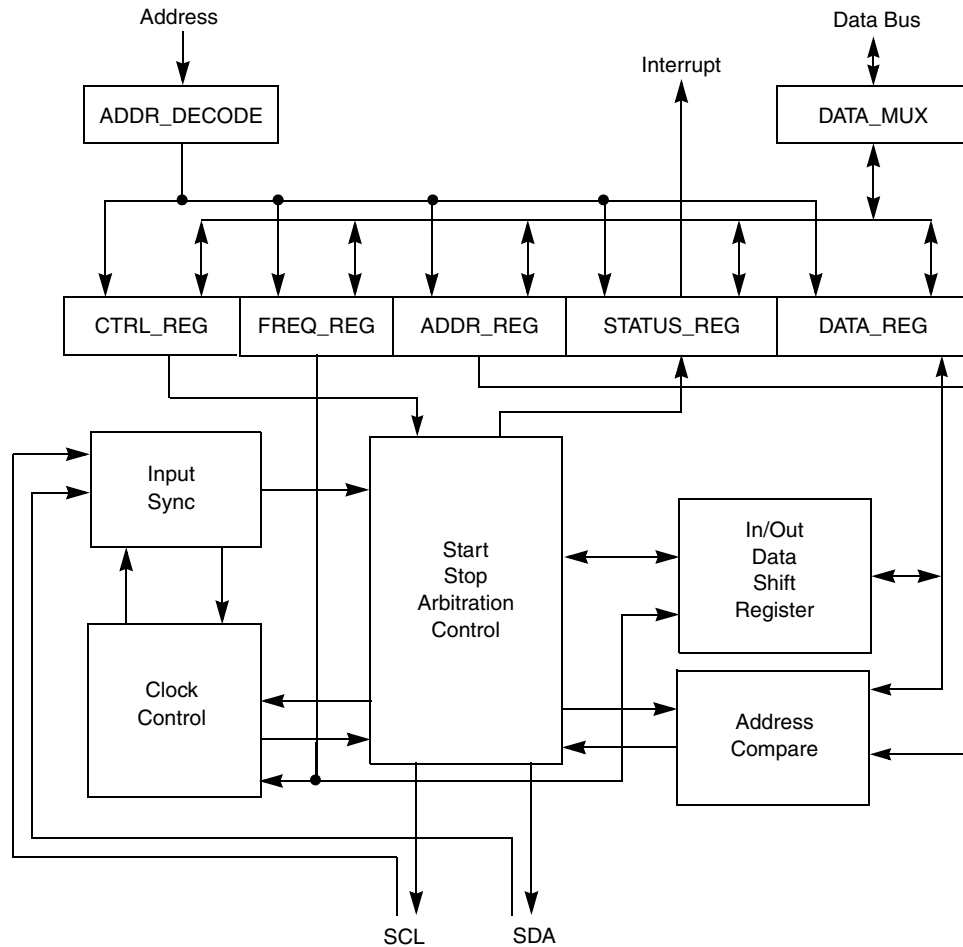 Address
Data Bus
Interrupt
ADDR_DECODE
DATA_MUX
CTRL_REG
FREQ_REG
ADDR_REG
STATUS_REG
DATA_REG
Input
Sync
Start
Stop
Arbitration
Control
In/Out
Data
Shift
Register
Clock
Control
Address
Compare
SCL
SDA